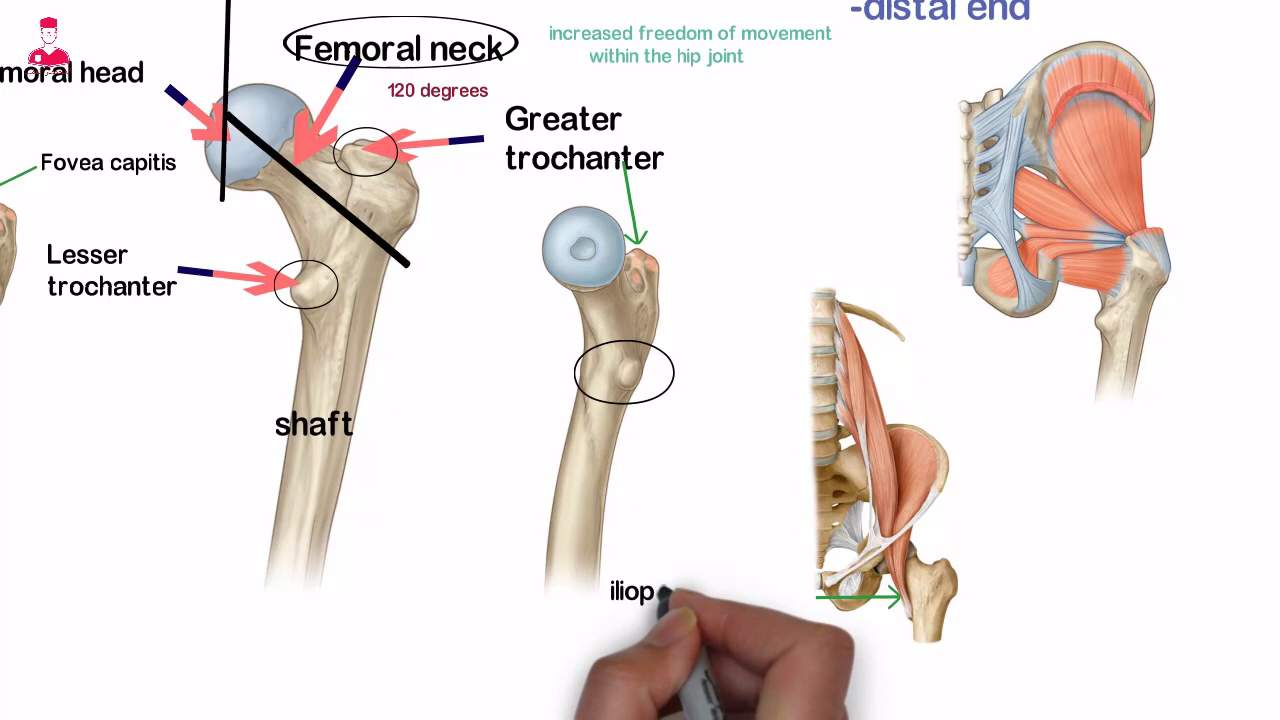 -distal end
increased freedom of movement
within the hip joint
Femoral neck
moral head
120 degrees
Greater
trochanter
Fovea capitis
Lesser
trochanter
shaft
iliop